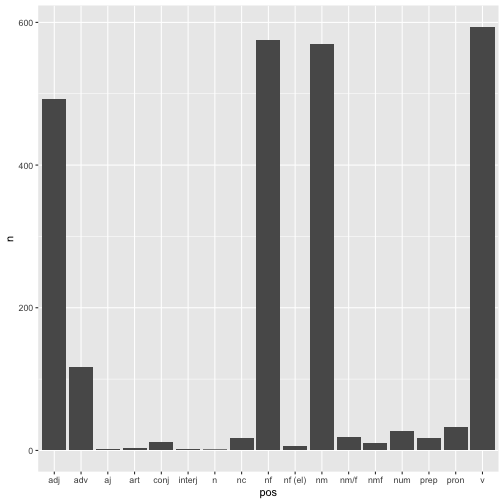 600
400
200
0
n
adj adv aj art conj interj n nc nf nf (el) nm nm/f nmf num prep pron v
pos